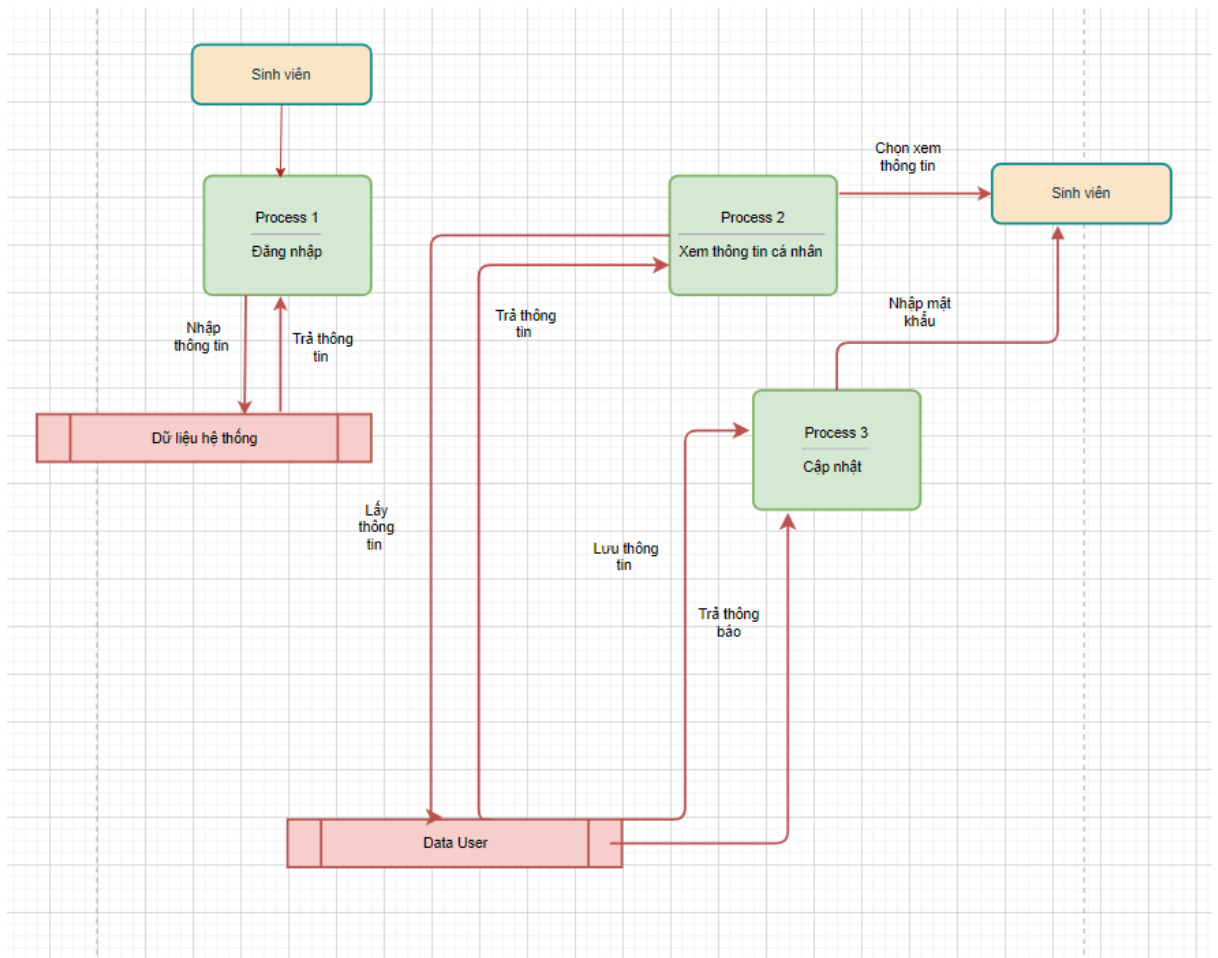 Sinh viên
Chọn xem
thông tin
Sinh viên
Process 1
Đăng nhập
Process 2
Xem thông tin cá nhân
Nhập
thông tin
Trả thông
tin
Trả thông
tin
Nhập mật
khẩu
Dữ liệu hệ thống
Process 3
Cập nhật
Lấy
thông
tin
Lưu thông
tin
Trả thông
báo
Data User